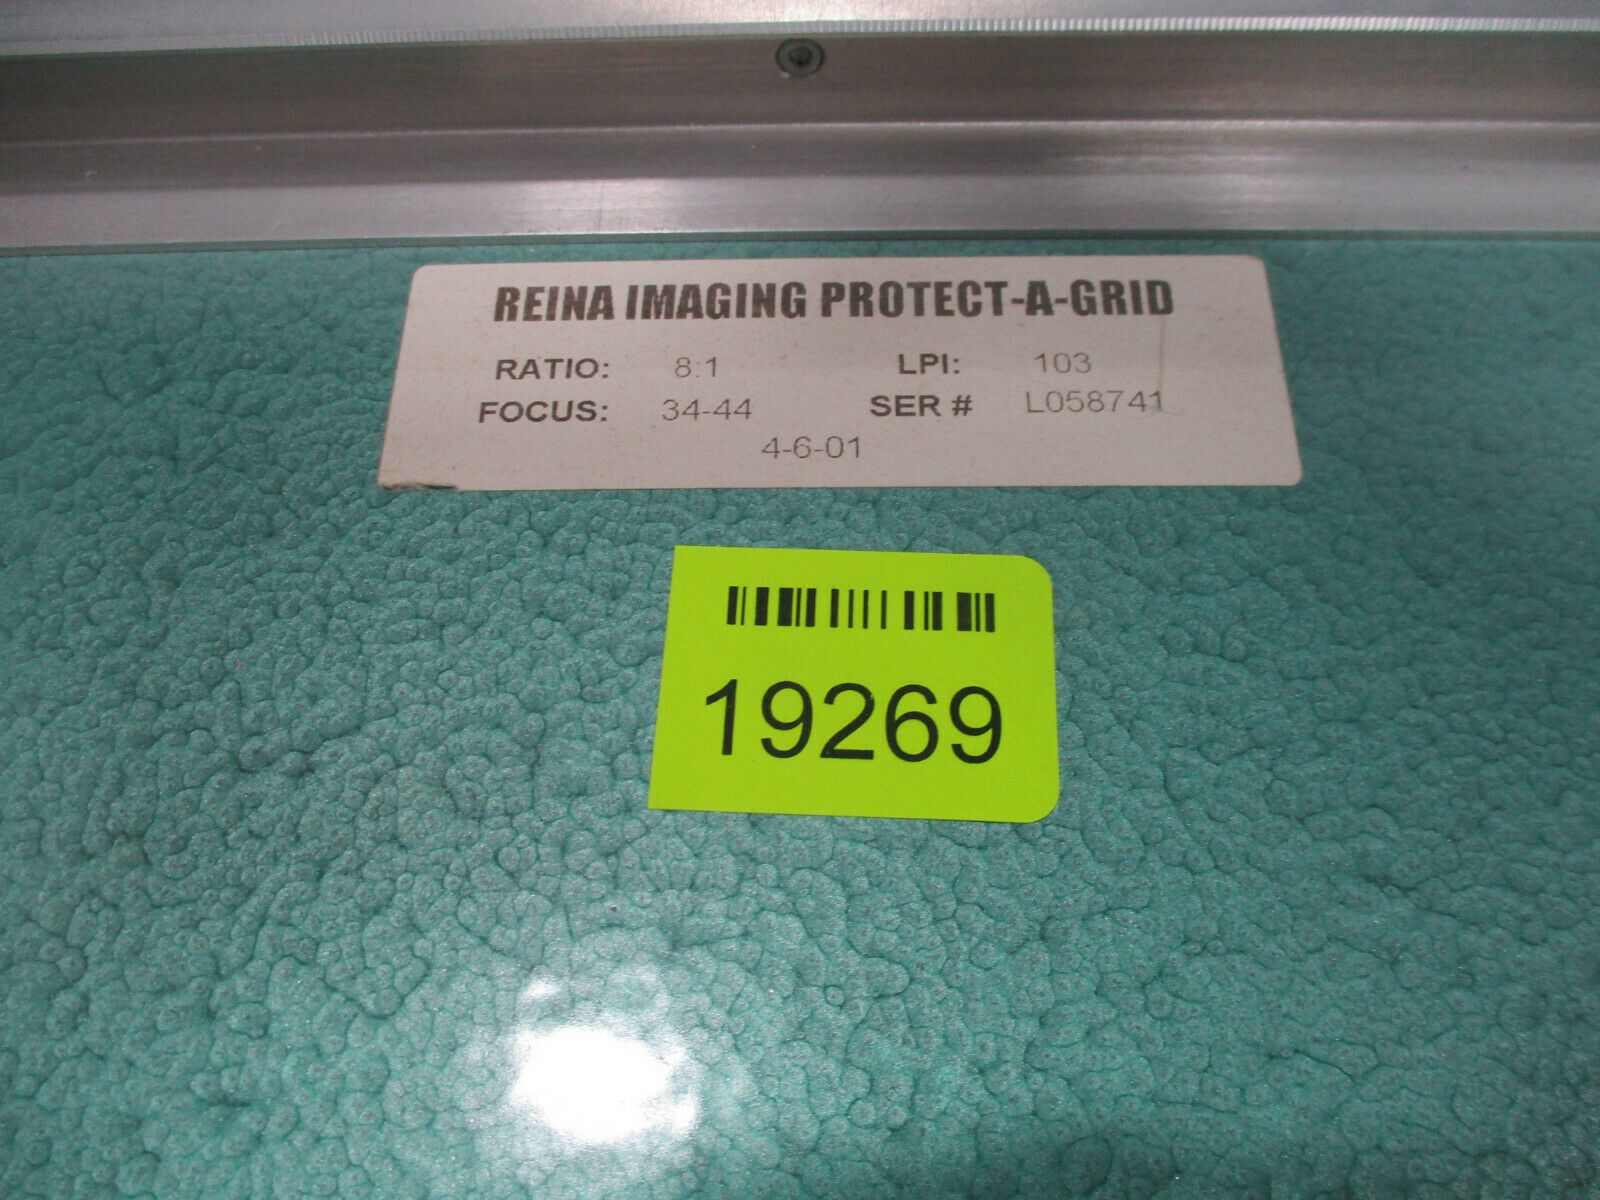 REINA IMAGING PROTECT-A-GRID
RATIO: 8:1 LPI: 103
FOCUS: 34-44 SER # L058741
4-6-01
19269